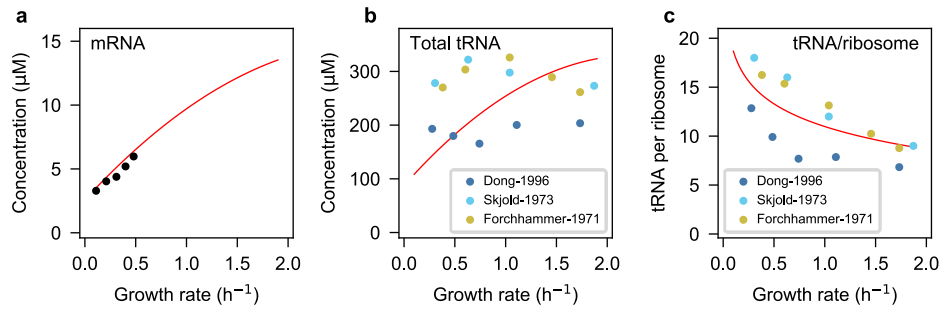 a
mRNA
Concentration (µM)
15
10
5
0
0.0 0.5 1.0 1.5 2.0
Growth rate (h⁻¹)
b
Total tRNA
Concentration (µM)
300
200
100
0
Dong-1996
Skjold-1973
Forchhammer-1971
0.0 0.5 1.0 1.5 2.0
Growth rate (h⁻¹)
c
tRNA/ribosome
tRNA per ribosome
20
15
10
5
0
Dong-1996
Skjold-1973
Forchhammer-1971
0.0 0.5 1.0 1.5 2.0
Growth rate (h⁻¹)